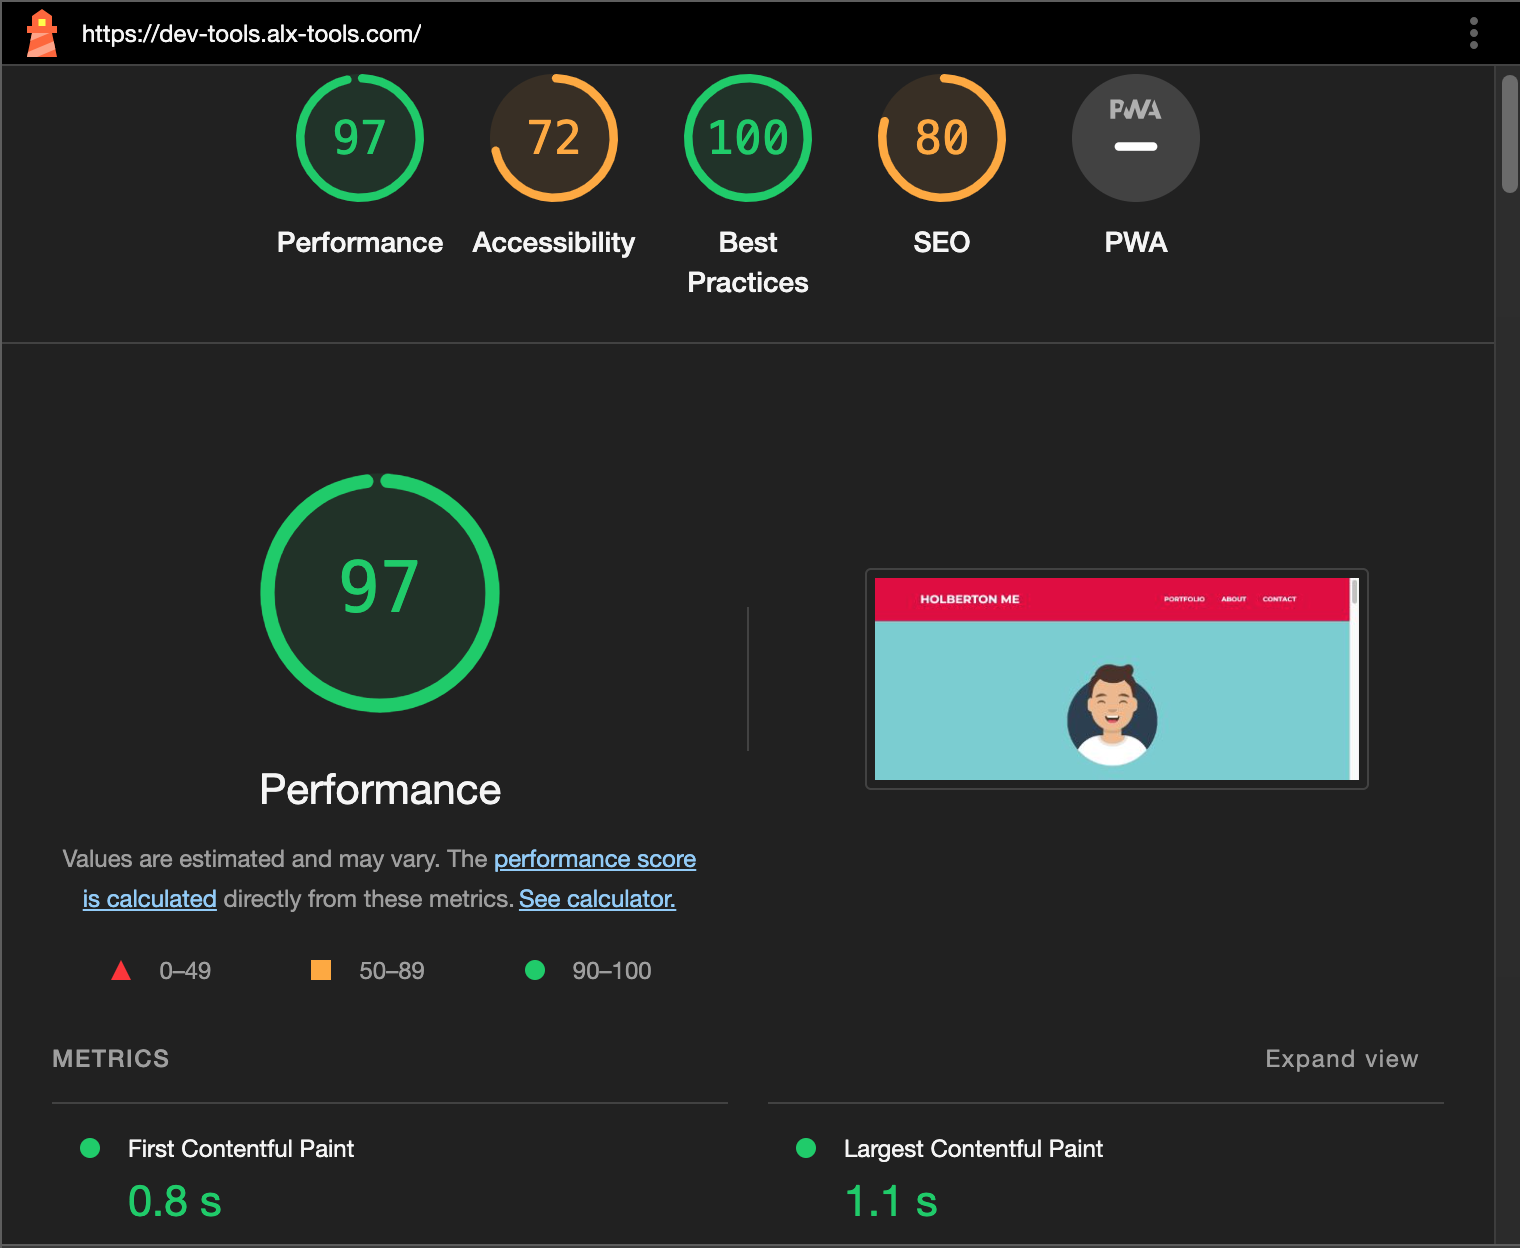 https://dev-tools.alx-tools.com/
97
72
100
80
PWA
Performance
Accessibility
Best
Practices
SEO
PWA
97
Performance
Values are estimated and may vary. The performance score
is calculated directly from these metrics. See calculator.
0–49
50–89
90–100
HOLBERTON ME
PORTFOLIO
ABOUT
CONTACT
METRICS
Expand view
First Contentful Paint
0.8 s
Largest Contentful Paint
1.1 s